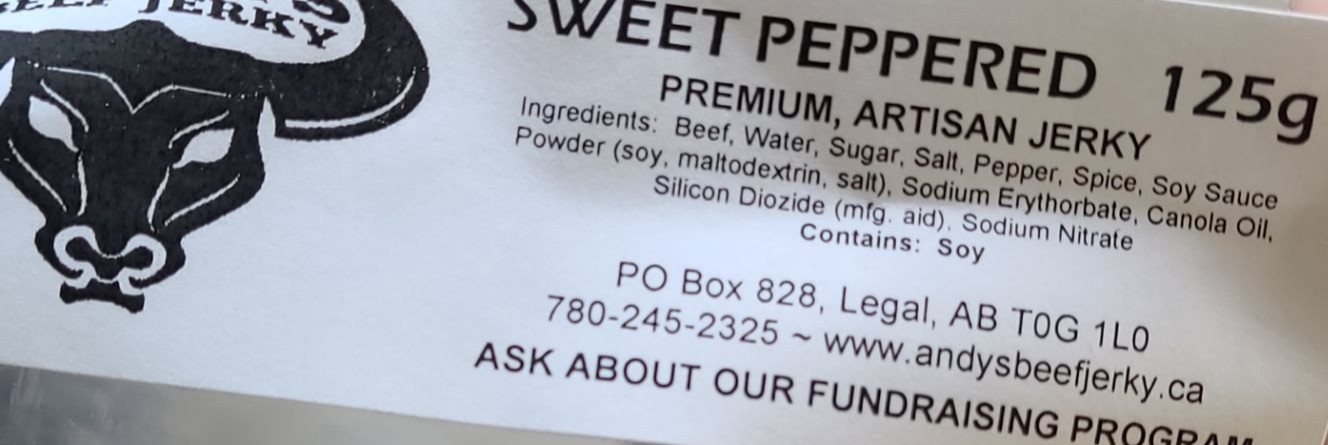 BEEF JERKY
SWEET PEPPERED 125g
PREMIUM, ARTISAN JERKY
Ingredients: Beef, Water, Sugar, Salt, Pepper, Spice, Soy Sauce
Powder (soy, maltodextrin, salt), Sodium Erythorbate, Canola Oil,
Silicon Diozide (mfg. aid), Sodium Nitrate
Contains: Soy
PO Box 828, Legal, AB T0G 1L0
780-245-2325 ~ www.andysbeefjerky.ca
ASK ABOUT OUR FUNDRAISING PROGRAM